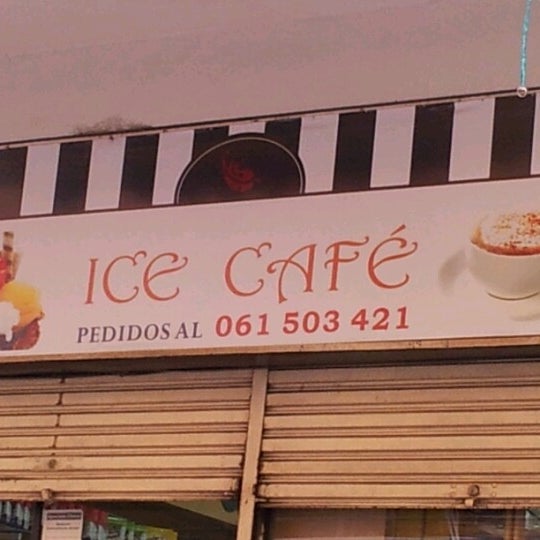 ICE CAFÉ
PEDIDOS AL 061 503 421